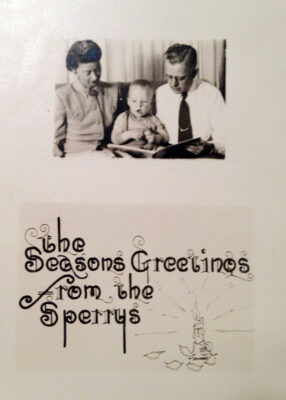 the
Seasons Greetings
from the
Sperrys